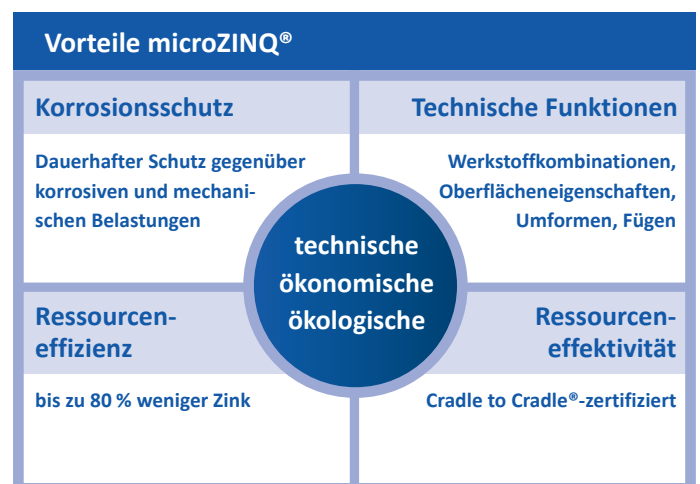 Vorteile microZINQ®
Korrosionsschutz
Dauerhafter Schutz gegenüber
korrosiven und mechani-
schen Belastungen
Technische Funktionen
Werkstoffkombinationen,
Oberflächeneigenschaften,
Umformen, Fügen
technische
ökonomische
ökologische
Ressourcen-
effizienz
bis zu 80 % weniger Zink
Ressourcen-
effektivität
Cradle to Cradle®-zertifiziert